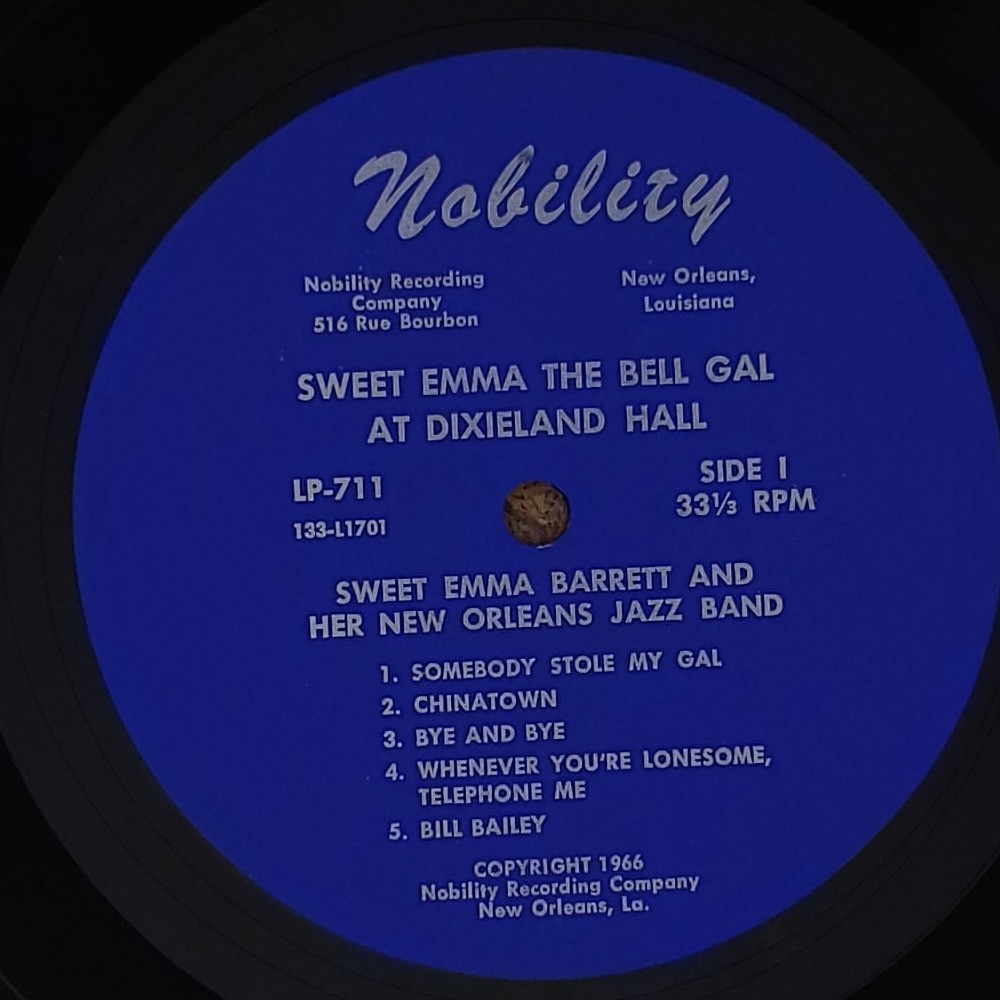 Nobility
Nobility Recording
Company
516 Rue Bourbon
New Orleans,
Louisiana
SWEET EMMA THE BELL GAL
AT DIXIELAND HALL
LP-711
133-L1701
SIDE I
33⅓ RPM
SWEET EMMA BARRETT AND
HER NEW ORLEANS JAZZ BAND
1. SOMEBODY STOLE MY GAL
2. CHINATOWN
3. BYE AND BYE
4. WHENEVER YOU'RE LONESOME,
TELEPHONE ME
5. BILL BAILEY
COPYRIGHT 1966
Nobility Recording Company
New Orleans, La.